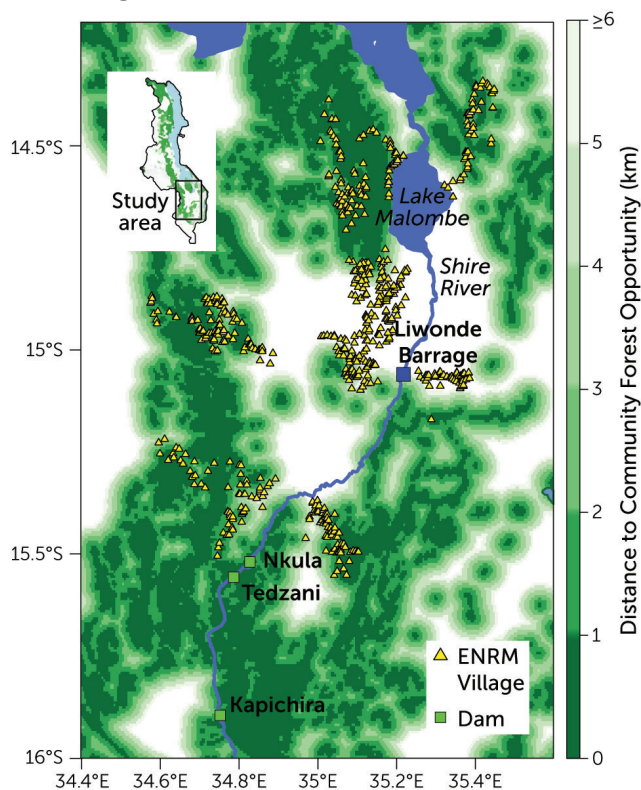 14.5°S
15°S
15.5°S
16°S
34.4°E
34.6°E
34.8°E
35°E
35.2°E
35.4°E
Study
area
Lake
Malombe
Shire
River
Liwonde
Barrage
Nkula
Tedzani
Kapichira
ENRM
Village
Dam
≥6
5
4
3
2
1
0
Distance to Community Forest Opportunity (km)